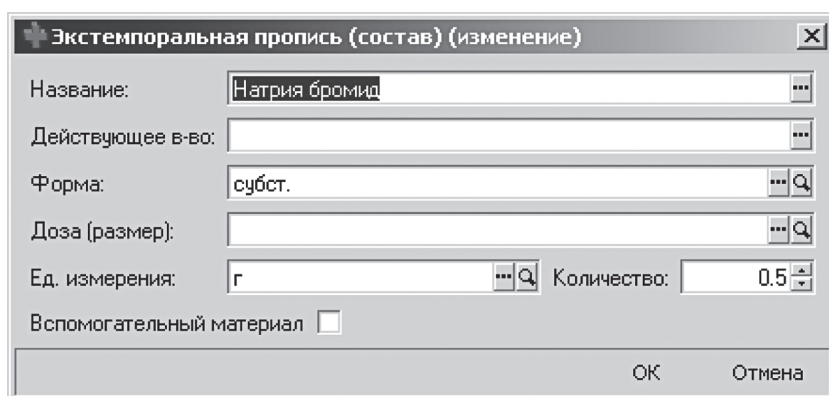 Экстемпоральная пропись (состав) (изменение)
Название: Натрия бромид
Действующее в-во:
Форма: субст.
Доза (размер):
Ед. измерения: г Количество: 0.5
Вспомогательный материал
ОК Отмена